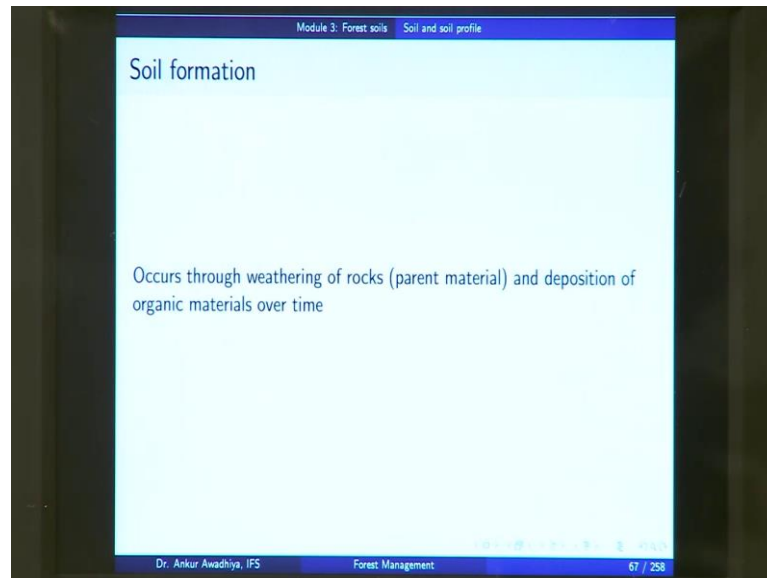 Module 3: Forest soils Soil and soil profile
Soil formation
Occurs through weathering of rocks (parent material) and deposition of
organic materials over time
Dr. Ankur Awadhiya, IFS Forest Management 67 / 258